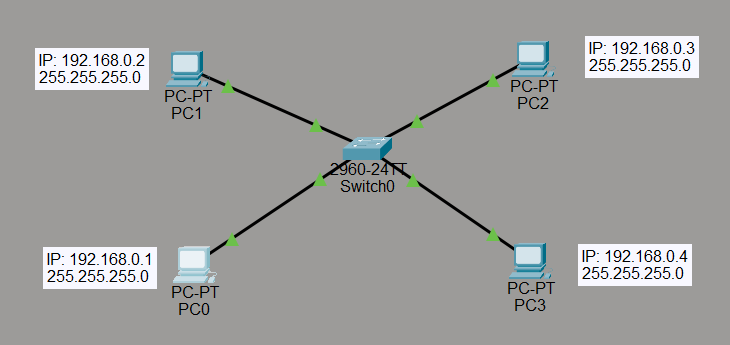 IP: 192.168.0.2
255.255.255.0
PC-PT
PC1
IP: 192.168.0.3
255.255.255.0
PC-PT
PC2
2960-24TT
Switch0
IP: 192.168.0.1
255.255.255.0
PC-PT
PC0
IP: 192.168.0.4
255.255.255.0
PC-PT
PC3